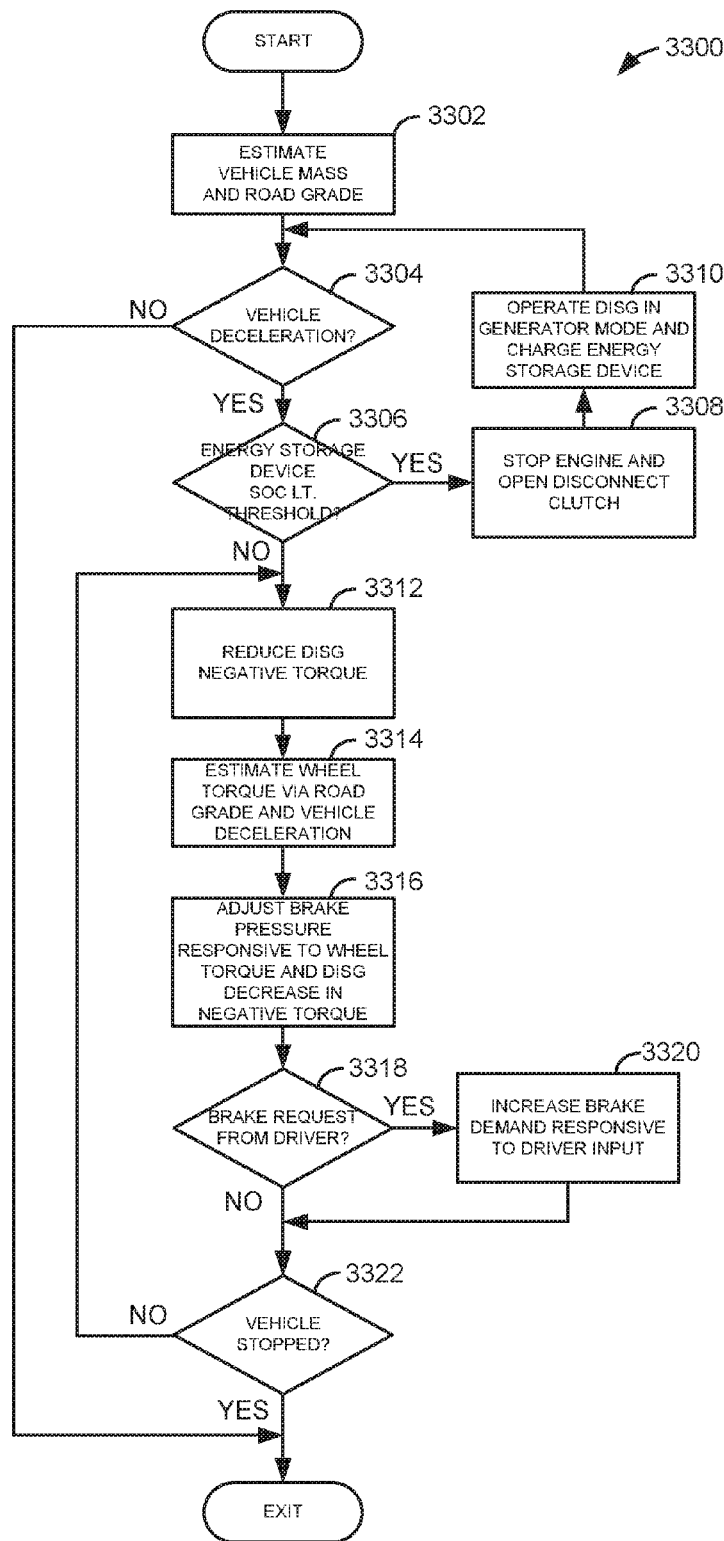 START
3300
3302
ESTIMATE
VEHICLE MASS
AND ROAD GRADE
3304
NO
VEHICLE
DECELERATION?
3310
OPERATE DISG IN
GENERATOR MODE AND
CHARGE ENERGY
STORAGE DEVICE
YES
3306
ENERGY STORAGE
DEVICE
SOC LT.
THRESHOLD?
YES
3308
STOP ENGINE AND
OPEN DISCONNECT
CLUTCH
NO
3312
REDUCE DISG
NEGATIVE TORQUE
3314
ESTIMATE WHEEL
TORQUE VIA ROAD
GRADE AND VEHICLE
DECELERATION
3316
ADJUST BRAKE
PRESSURE
RESPONSIVE TO WHEEL
TORQUE AND DISG
DECREASE IN
NEGATIVE TORQUE
3318
BRAKE REQUEST
FROM DRIVER?
YES
3320
INCREASE BRAKE
DEMAND RESPONSIVE
TO DRIVER INPUT
NO
3322
NO
VEHICLE
STOPPED?
YES
EXIT